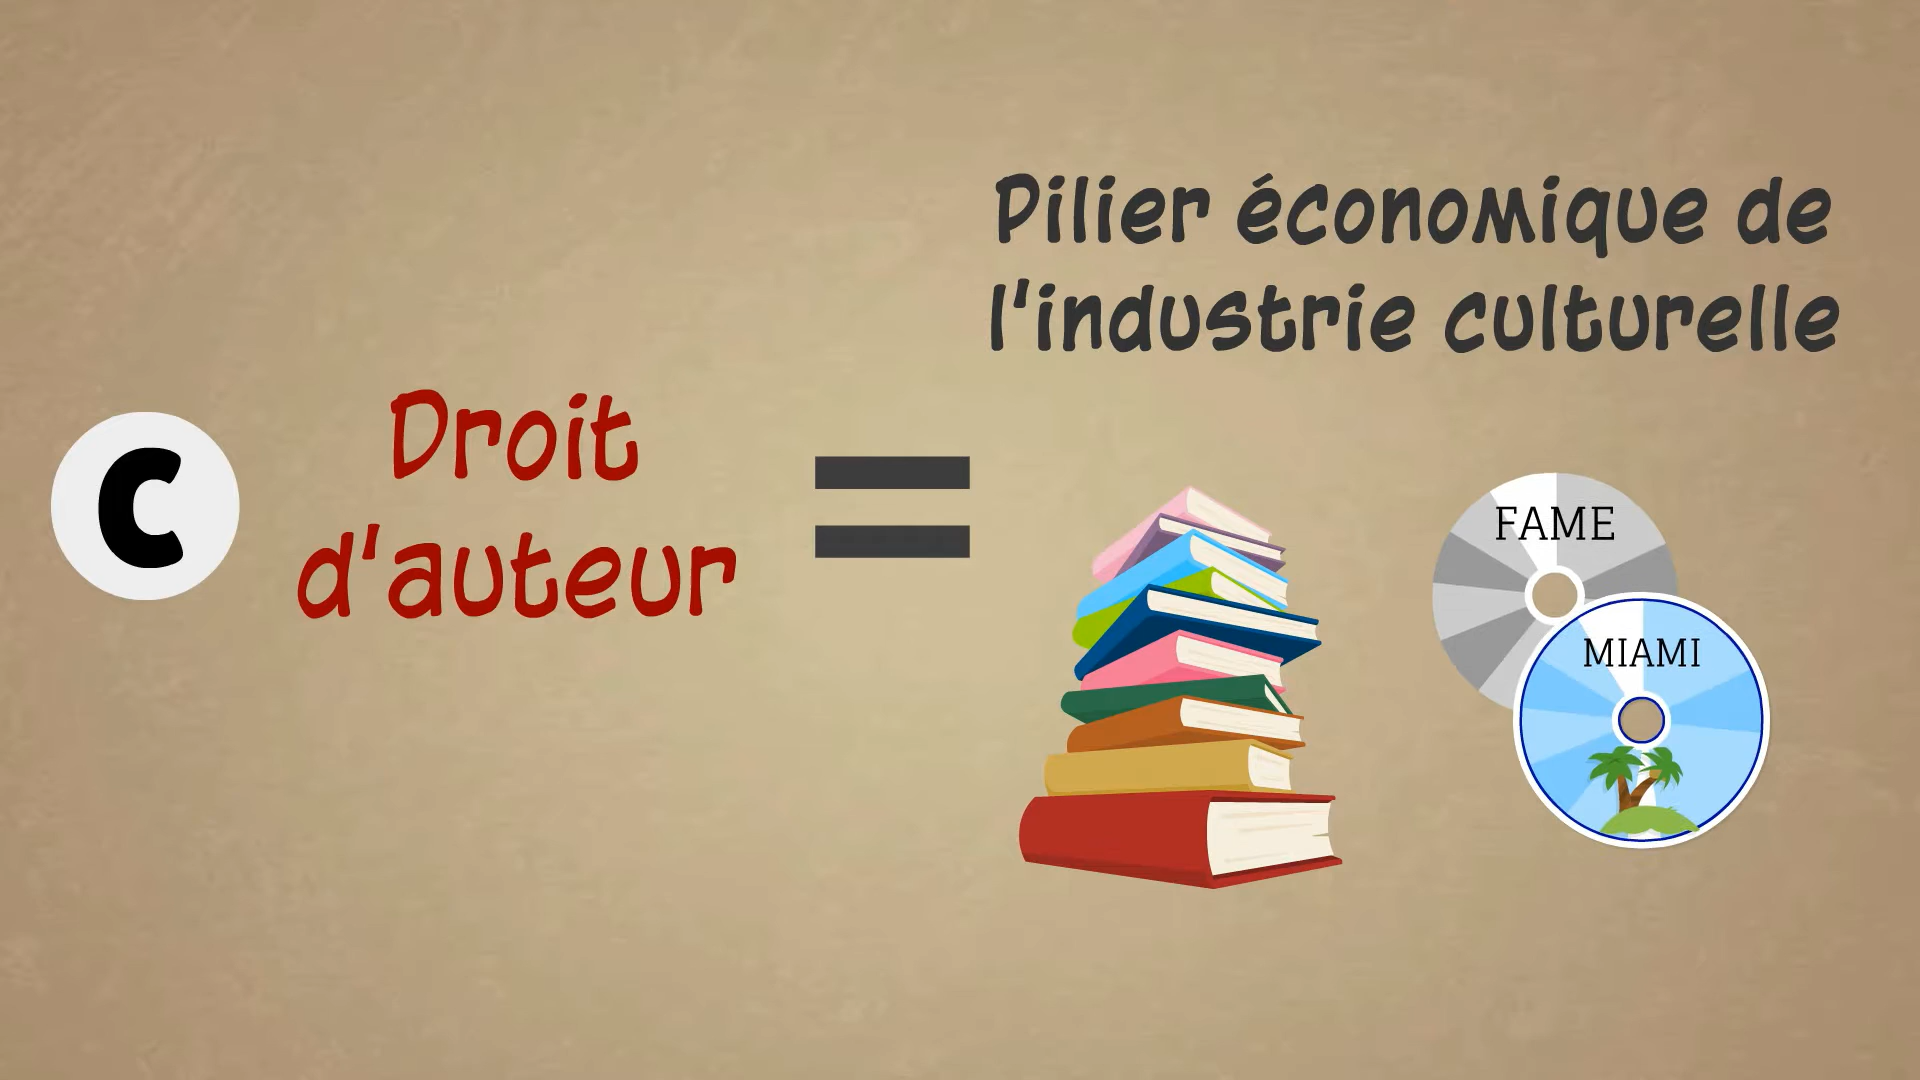 C
Droit
d'auteur
=
Pilier économique de
l'industrie culturelle
FAME
MIAMI